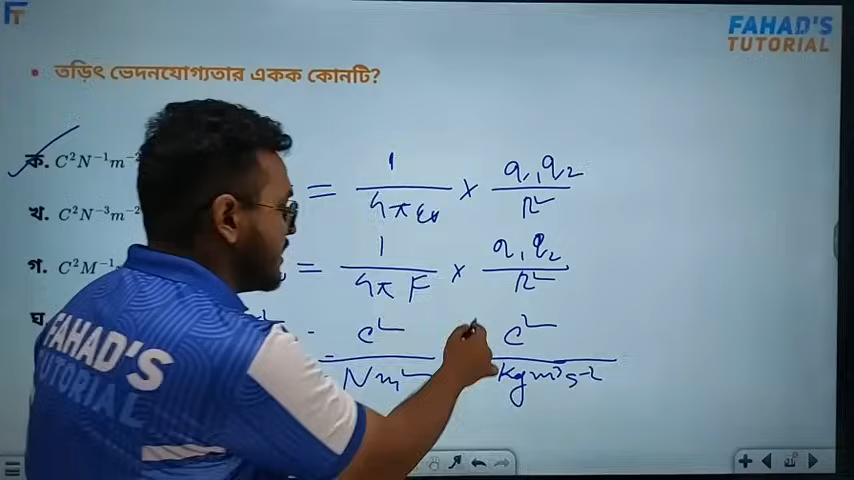 FT
FAHAD'S
TUTORIAL
• তড়িৎ ভেদনযোগ্যতার একক কোনটি?
ক. C²N⁻¹m⁻²
খ. C²N⁻³m⁻²
গ. C²M⁻¹
ঘ.
= 1/4πε₀ × q₁q₂/R²
= 1/4πF × q₁q₂/R²
= C²/Nm² C²/Kgm³s⁻²
FAHAD'S
TUTORIAL